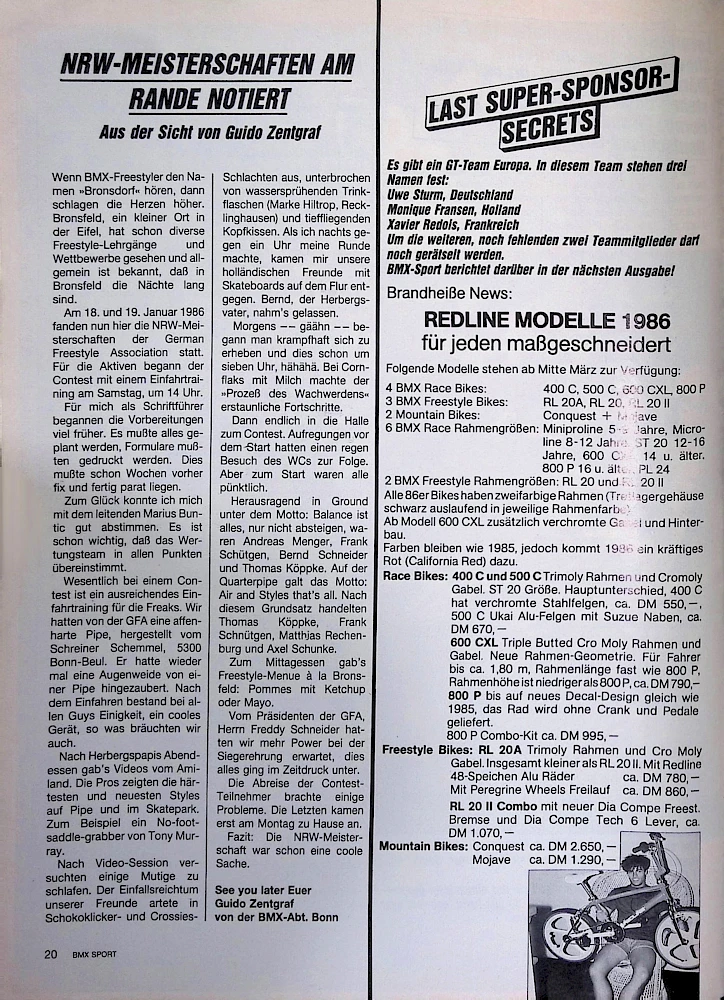 NRW-MEISTERSCHAFTEN AM
RANDE NOTIERT
Aus der Sicht von Guido Zentgraf
Wenn BMX-Freestyler den Na-
men »Bronsdorf« hören, dann
schlagen die Herzen höher.
Bronsfeld, ein kleiner Ort in
der Eifel, hat schon diverse
Freestyle-Lehrgänge und
Wettbewerbe gesehen und all-
gemein ist bekannt, daß in
Bronsfeld die Nächte lang
sind.
Am 18. und 19. Januar 1986
fanden nun hier die NRW-Mei-
sterschaften der German
Freestyle Association statt.
Für die Aktiven begann der
Contest mit einem Einfahrtrai-
ning am Samstag, um 14 Uhr.
Für mich als Schriftführer
begannen die Vorbereitungen
viel früher. Es mußte alles ge-
plant werden, Formulare muß-
ten gedruckt werden. Dies
mußte schon Wochen vorher
fix und fertig parat liegen.
Zum Glück konnte ich mich
mit dem leitenden Marius Bun-
tic gut abstimmen. Es ist
schon wichtig, daß das Wer-
tungsteam in allen Punkten
übereinstimmt.
Wesentlich bei einem Con-
test ist ein ausreichendes Ein-
fahrtraining für die Freaks. Wir
hatten von der GFA eine affen-
harte Pipe, hergestellt vom
Schreiner Schemmel, 5300
Bonn-Beul. Er hatte wieder
mal eine Augenweide von ei-
ner Pipe hingezaubert. Nach
dem Einfahren bestand bei al-
len Guys Einigkeit, ein cooles
Gerät, so was bräuchten wir
auch.
Nach Herbergspapis Abend-
essen gab's Videos vom Ami-
land. Die Pros zeigten die här-
testen und neuesten Styles
auf Pipe und im Skatepark.
Zum Beispiel ein No-foot-
saddle-grabber von Tony Mur-
ray.
Nach Video-Session ver-
suchten einige Mutige zu
schlafen. Der Einfallsreichtum
unserer Freunde artete in
Schokoklicker- und Crossies-
Schlachten aus, unterbrochen
von wassersprühenden Trink-
flaschen (Marke Hiltrop, Reck-
linghausen) und tieffliegenden
Kopfkissen. Als ich nachts ge-
gen ein Uhr meine Runde
machte, kamen mir unsere
holländischen Freunde mit
Skateboards auf dem Flur ent-
gegen. Bernd, der Herbergs-
vater, nahm's gelassen.
Morgens –– gäähn –– be-
gann man krampfhaft sich zu
erheben und dies schon um
sieben Uhr, hähähä. Bei Corn-
flaks mit Milch machte der
»Prozeß des Wachwerdens«
erstaunliche Fortschritte.
Dann endlich in die Halle
zum Contest. Aufregungen vor
dem Start hatten einen regen
Besuch des WCs zur Folge.
Aber zum Start waren alle
pünktlich.
Herausragend in Ground
unter dem Motto: Balance ist
alles, nur nicht absteigen, wa-
ren Andreas Menger, Frank
Schütgen, Bernd Schneider
und Thomas Köppke. Auf der
Quarterpipe galt das Motto:
Air and Styles that's all. Nach
diesem Grundsatz handelten
Thomas Köppke, Frank
Schnütgen, Matthias Rechen-
burg und Axel Schunke.
Zum Mittagessen gab's
Freestyle-Menue à la Brons-
feld: Pommes mit Ketchup
oder Mayo.
Vom Präsidenten der GFA,
Herrn Freddy Schneider hat-
ten wir mehr Power bei der
Siegerehrung erwartet, dies
alles ging im Zeitdruck unter.
Die Abreise der Contest-
Teilnehmer brachte einige
Probleme. Die Letzten kamen
erst am Montag zu Hause an.
Fazit: Die NRW-Meister-
schaft war schon eine coole
Sache.
See you later Euer
Guido Zentgraf
von der BMX-Abt. Bonn
20 BMX SPORT
LAST SUPER-SPONSOR-
SECRETS
Es gibt ein GT-Team Europa. In diesem Team stehen drei
Namen fest:
Uwe Sturm, Deutschland
Monique Fransen, Holland
Xavier Redois, Frankreich
Um die weiteren, noch fehlenden zwei Teammitglieder darf
noch gerätselt werden.
BMX-Sport berichtet darüber in der nächsten Ausgabe!
Brandheiße News:
REDLINE MODELLE 1986
für jeden maßgeschneidert
Folgende Modelle stehen ab Mitte März zur Verfügung:
4 BMX Race Bikes: 400 C, 500 C, 600 CXL, 800 P
3 BMX Freestyle Bikes: RL 20A, RL 20, RL 20 II
2 Mountain Bikes: Conquest + Mojave
6 BMX Race Rahmengrößen: Miniproline 5- Jahre, Micro-
line 8-12 Jahre. ST 20 12-16
Jahre, 600 14 u. älter.
800 P 16 u. älter. PL 24
2 BMX Freestyle Rahmengrößen: RL 20 und RL 20 II
Alle 86er Bikes haben zweifarbige Rahmen (Tretlagergehäuse
schwarz auslaufend in jeweilige Rahmenfarbe)
Ab Modell 600 CXL zusätzlich verchromte Gabel und Hinter-
bau.
Farben bleiben wie 1985, jedoch kommt 1986 ein kräftiges
Rot (California Red) dazu.
Race Bikes: 400 C und 500 C Trimoly Rahmen und Cromoly
Gabel. ST 20 Größe. Hauptunterschied, 400 C
hat verchromte Stahlfelgen, ca. DM 550,–,
500 C Ukai Alu-Felgen mit Suzue Naben, ca.
DM 670,–
600 CXL Triple Butted Cro Moly Rahmen und
Gabel. Neue Rahmen-Geometrie. Für Fahrer
bis ca. 1,80 m, Rahmenlänge fast wie 800 P,
Rahmenhöhe ist niedriger als 800 P, ca. DM 790,–
800 P bis auf neues Decal-Design gleich wie
1985, das Rad wird ohne Crank und Pedale
geliefert.
800 P Combo-Kit ca. DM 995,–
Freestyle Bikes: RL 20A Trimoly Rahmen und Cro Moly
Gabel. Insgesamt kleiner als RL 20 II. Mit Redline
48-Speichen Alu Räder ca. DM 780,–
Mit Peregrine Wheels Freilauf ca. DM 860,–
RL 20 II Combo mit neuer Dia Compe Freest.
Bremse und Dia Compe Tech 6 Lever, ca.
DM 1.070,–
Mountain Bikes: Conquest ca. DM 2.650,–
Mojave ca. DM 1.290,–